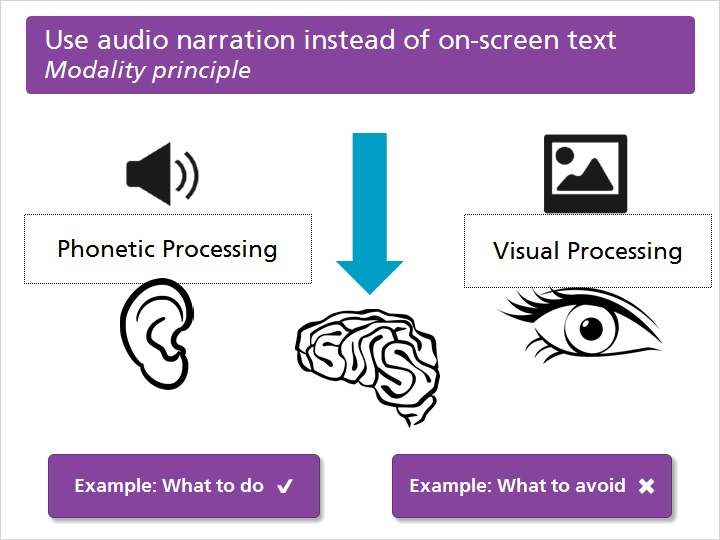 Use audio narration instead of on-screen text
Modality principle
Phonetic Processing
Visual Processing
Example: What to do ✔
Example: What to avoid ✖